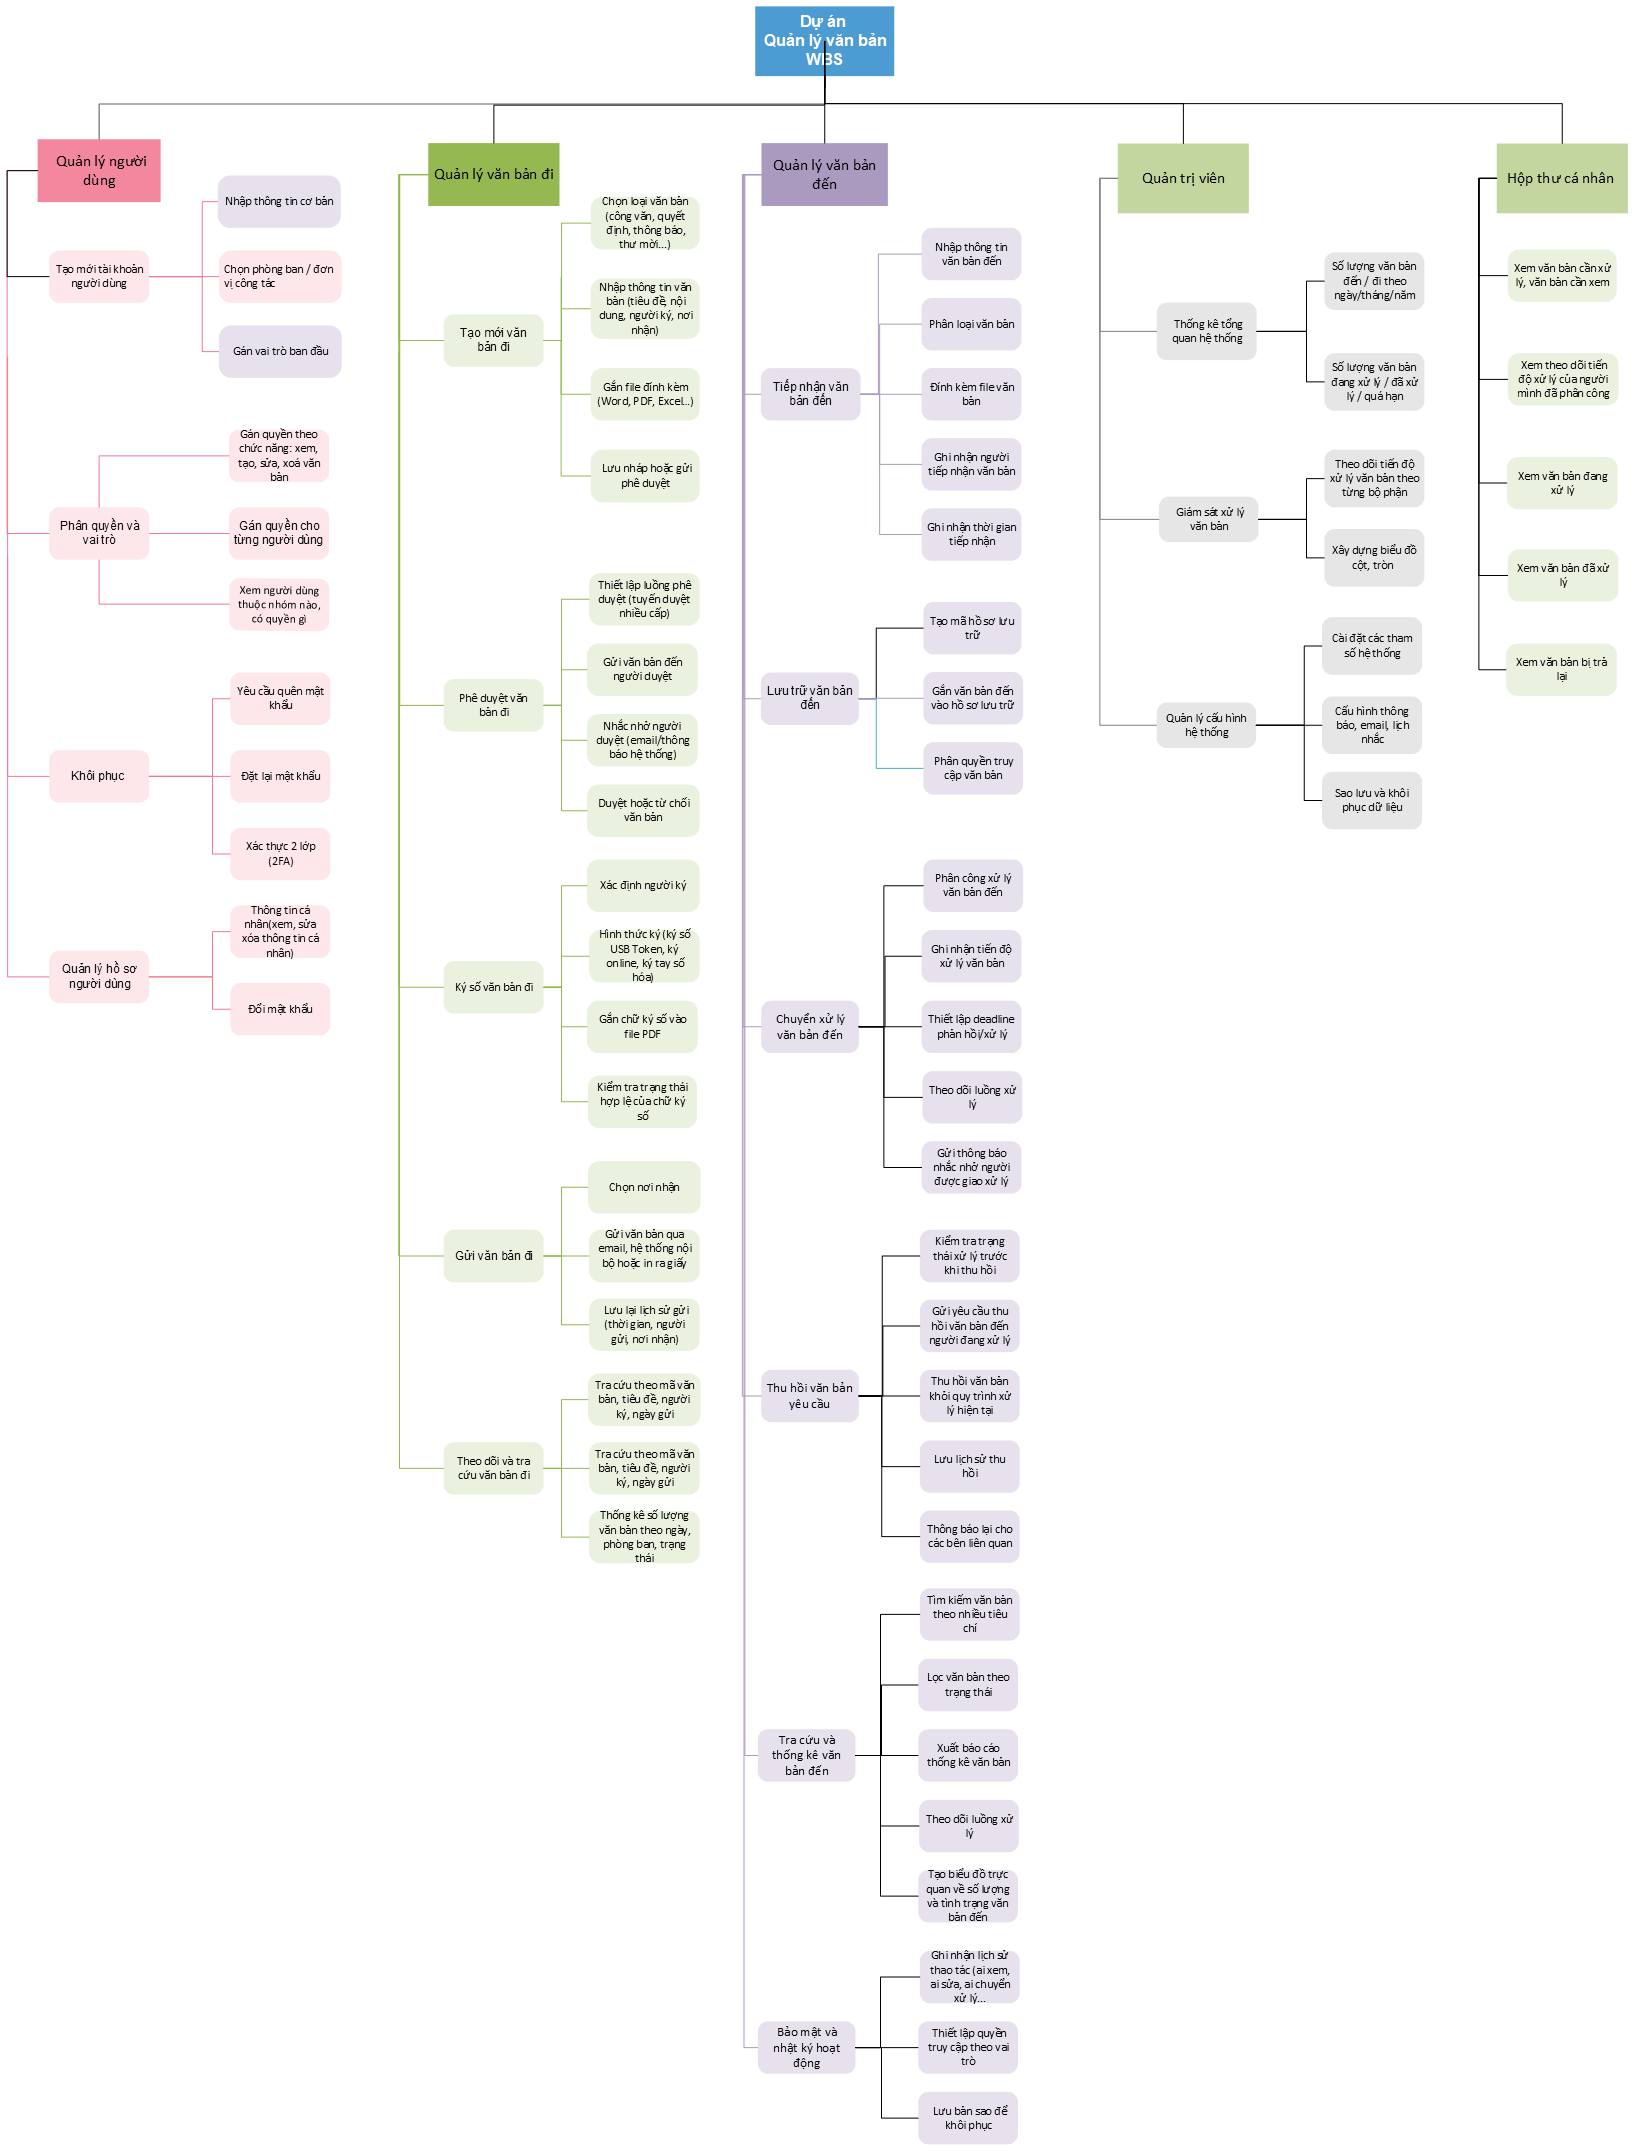 Dự án
Quản lý văn bản
WBS
Quản lý người
dùng
Nhập thông tin cơ bản
Tạo mới tài khoản
người dùng
Chọn phòng ban / đơn
vị công tác
Gán vai trò ban đầu
Gán quyền theo
chức năng: xem,
tạo, sửa, xoá văn
bản
Phân quyền và
vai trò
Gán quyền cho
từng người dùng
Xem người dùng
thuộc nhóm nào,
có quyền gì
Yêu cầu quên mật
khẩu
Khôi phục
Đặt lại mật khẩu
Xác thực 2 lớp
(2FA)
Thông tin cá
nhân(xem, sửa
xóa thông tin cá
nhân)
Quản lý hồ sơ
người dùng
Đổi mật khẩu
Quản lý văn bản đi
Chọn loại văn bản
(công văn, quyết
định, thông báo,
thư mời...)
Nhập thông tin văn
bản (tiêu đề, nội
dung, người ký, nơi
nhận)
Tạo mới văn
bản đi
Gắn file đính kèm
(Word, PDF, Excel...)
Lưu nháp hoặc gửi
phê duyệt
Thiết lập luồng phê
duyệt (tuyến duyệt
nhiều cấp)
Gửi văn bản đến
người duyệt
Phê duyệt văn
bản đi
Nhắc nhở người
duyệt (email/thông
báo hệ thống)
Duyệt hoặc từ chối
văn bản
Xác định người ký
Hình thức ký (ký số
USB Token, ký
online, ký tay số
hóa)
Ký số văn bản đi
Gắn chữ ký số vào
file PDF
Kiểm tra trạng thái
hợp lệ của chữ ký
số
Chọn nơi nhận
Gửi văn bản đi
Gửi văn bản qua
email, hệ thống nội
bộ hoặc in ra giấy
Lưu lại lịch sử gửi
(thời gian, người
gửi, nơi nhận)
Tra cứu theo mã văn
bản, tiêu đề, người
ký, ngày gửi
Theo dõi và tra
cứu văn bản đi
Tra cứu theo mã văn
bản, tiêu đề, người
ký, ngày gửi
Thống kê số lượng
văn bản theo ngày,
phòng ban, trạng
thái
Quản lý văn bản
đến
Nhập thông tin
văn bản đến
Phân loại văn bản
Tiếp nhận văn
bản đến
Đính kèm file văn
bản
Ghi nhận người
tiếp nhận văn bản
Ghi nhận thời gian
tiếp nhận
Tạo mã hồ sơ lưu
trữ
Lưu trữ văn bản
đến
Gắn văn bản đến
vào hồ sơ lưu trữ
Phân quyền truy
cập văn bản
Phân công xử lý
văn bản đến
Ghi nhận tiến độ
xử lý văn bản
Chuyển xử lý
văn bản đến
Thiết lập deadline
phản hồi/xử lý
Theo dõi luồng xử
lý
Gửi thông báo
nhắc nhở người
được giao xử lý
Kiểm tra trạng
thái xử lý trước
khi thu hồi
Gửi yêu cầu thu
hồi văn bản đến
người đang xử lý
Thu hồi văn bản
yêu cầu
Thu hồi văn bản
khỏi quy trình xử
lý hiện tại
Lưu lịch sử thu
hồi
Thông báo lại cho
các bên liên quan
Tìm kiếm văn bản
theo nhiều tiêu
chí
Lọc văn bản theo
trạng thái
Tra cứu và
thống kê văn
bản đến
Xuất báo cáo
thống kê văn bản
Theo dõi luồng xử
lý
Tạo biểu đồ trực
quan về số lượng
và tình trạng văn
bản đến
Ghi nhận lịch sử
thao tác (ai xem,
ai sửa, ai chuyển
xử lý...
Bảo mật và
nhật ký hoạt
động
Thiết lập quyền
truy cập theo vai
trò
Lưu bản sao để
khôi phục
Quản trị viên
Số lượng văn bản
đến / đi theo
ngày/tháng/năm
Thống kê tổng
quan hệ thống
Số lượng văn bản
đang xử lý / đã xử
lý / quá hạn
Theo dõi tiến độ
xử lý văn bản theo
từng bộ phận
Giám sát xử lý
văn bản
Xây dựng biểu đồ
cột, tròn
Cài đặt các tham
số hệ thống
Quản lý cấu hình
hệ thống
Cấu hình thông
báo, email, lịch
nhắc
Sao lưu và khôi
phục dữ liệu
Hộp thư cá nhân
Xem văn bản cần xử
lý, văn bản cần xem
Xem theo dõi tiến
độ xử lý của người
mình đã phân công
Xem văn bản đang
xử lý
Xem văn bản đã xử
lý
Xem văn bản bị trả
lại